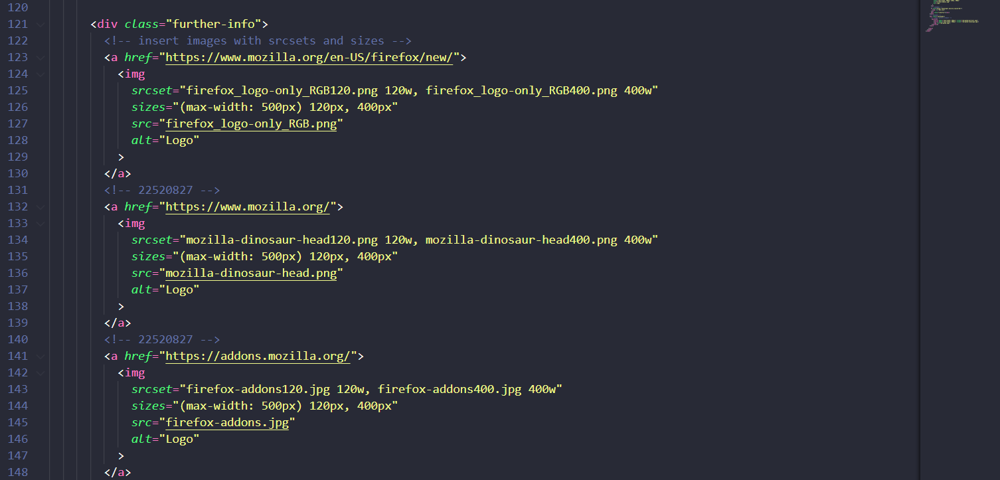 120
121 <div class="further-info">
122 <!-- insert images with srcsets and sizes -->
123 <a href="https://www.mozilla.org/en-US/firefox/new/">
124 <img
125 srcset="firefox_logo-only_RGB120.png 120w, firefox_logo-only_RGB400.png 400w"
126 sizes="(max-width: 500px) 120px, 400px"
127 src="firefox_logo-only_RGB.png"
128 alt="Logo"
129 >
130 </a>
131 <!-- 22520827 -->
132 <a href="https://www.mozilla.org/">
133 <img
134 srcset="mozilla-dinosaur-head120.png 120w, mozilla-dinosaur-head400.png 400w"
135 sizes="(max-width: 500px) 120px, 400px"
136 src="mozilla-dinosaur-head.png"
137 alt="Logo"
138 >
139 </a>
140 <!-- 22520827 -->
141 <a href="https://addons.mozilla.org/">
142 <img
143 srcset="firefox-addons120.jpg 120w, firefox-addons400.jpg 400w"
144 sizes="(max-width: 500px) 120px, 400px"
145 src="firefox-addons.jpg"
146 alt="Logo"
147 >
148 </a>